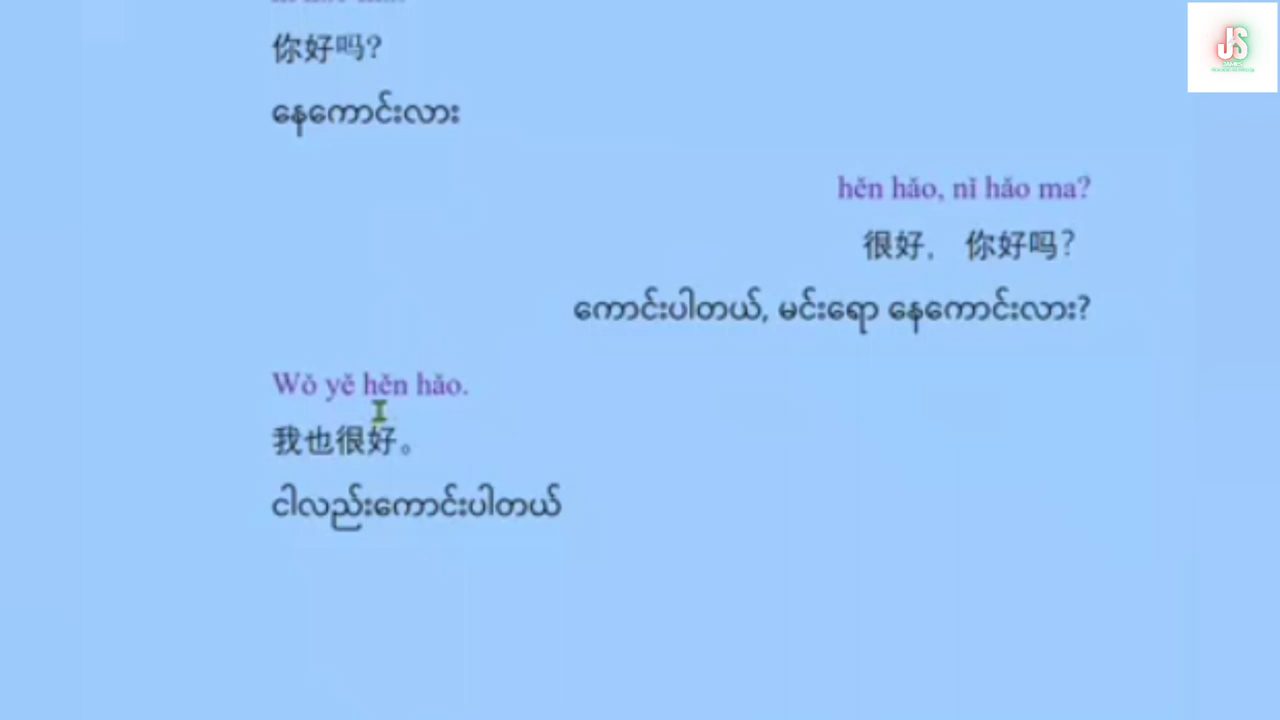 你好吗?
နေကောင်းလား
hěn hǎo, nǐ hǎo ma?
很好, 你好吗?
ကောင်းပါတယ်, မင်းရော နေကောင်းလား?
Wǒ yě hěn hǎo.
我也很好。
ငါလည်းကောင်းပါတယ်
JS